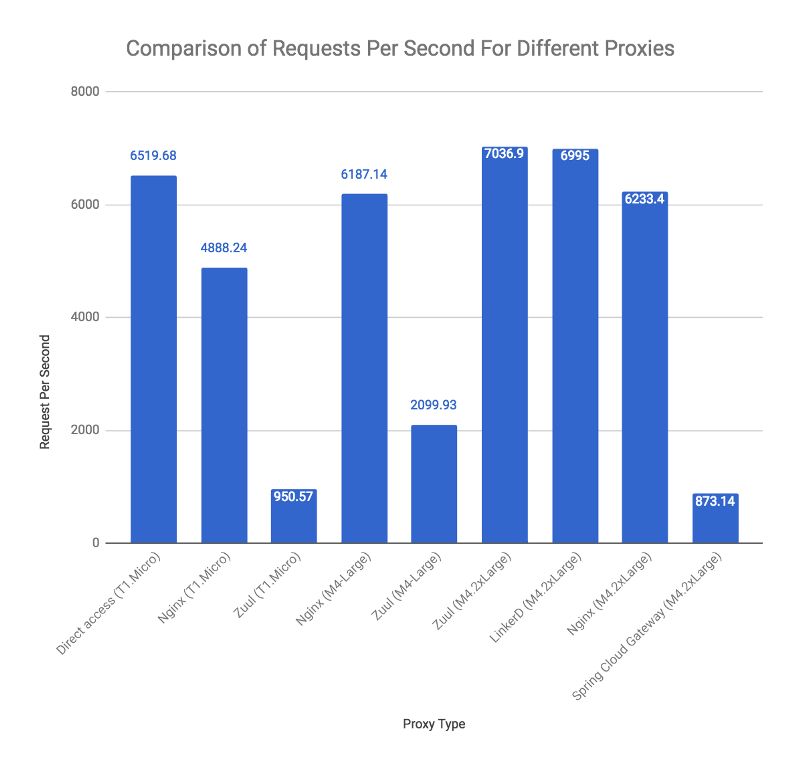 Comparison of Requests Per Second For Different Proxies
Request Per Second
8000
6000
4000
2000
0
6519.68
4888.24
950.57
6187.14
2099.93
7036.9
6995
6233.4
873.14
Direct access (T1.Micro)
Nginx (T1.Micro)
Zuul (T1.Micro)
Nginx (M4-Large)
Zuul (M4-Large)
Zuul (M4.2xLarge)
LinkerD (M4.2xLarge)
Nginx (M4.2xLarge)
Spring Cloud Gateway (M4.2xLarge)
Proxy Type